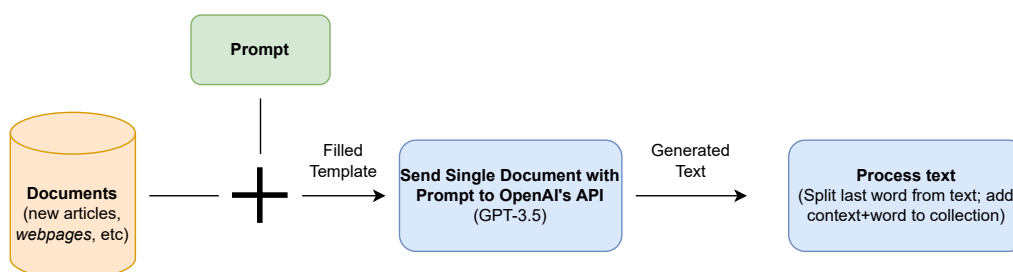 Prompt
Documents
(new articles,
webpages, etc)
Filled
Template
Send Single Document with
Prompt to OpenAI's API
(GPT-3.5)
Generated
Text
Process text
(Split last word from text; add
context+word to collection)